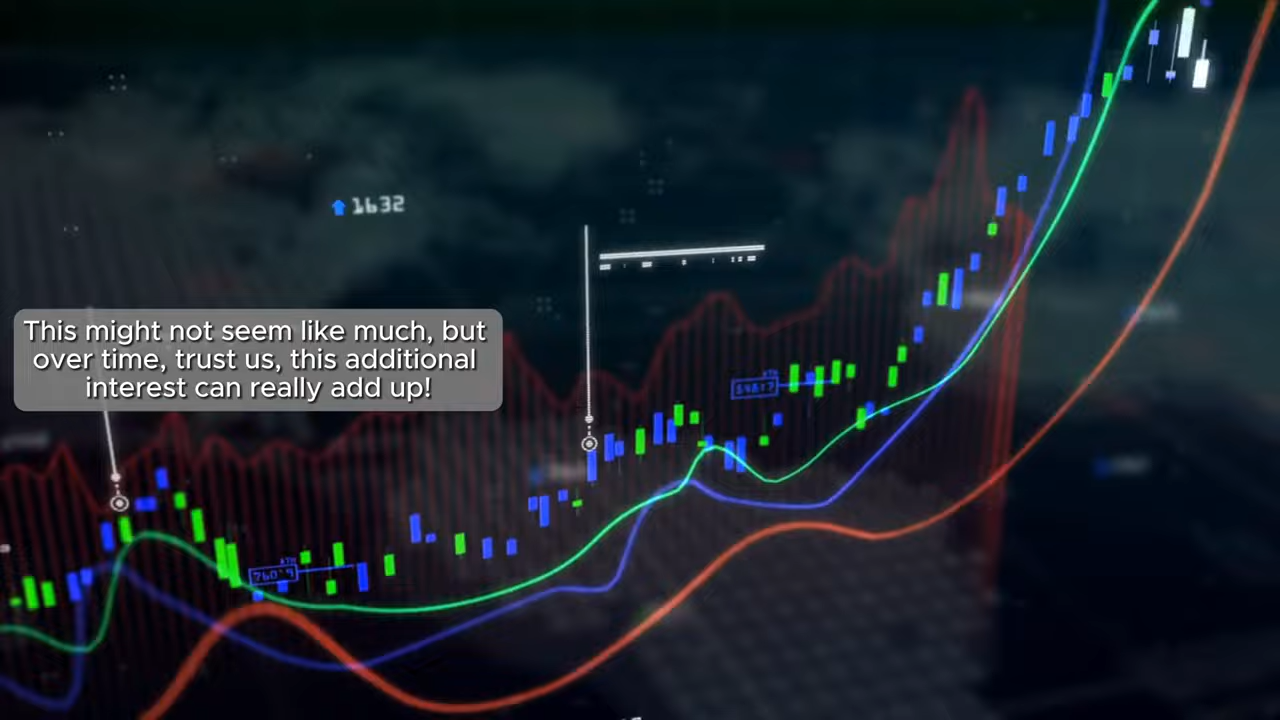 1632
This might not seem like much, but
over time, trust us, this additional
interest can really add up!